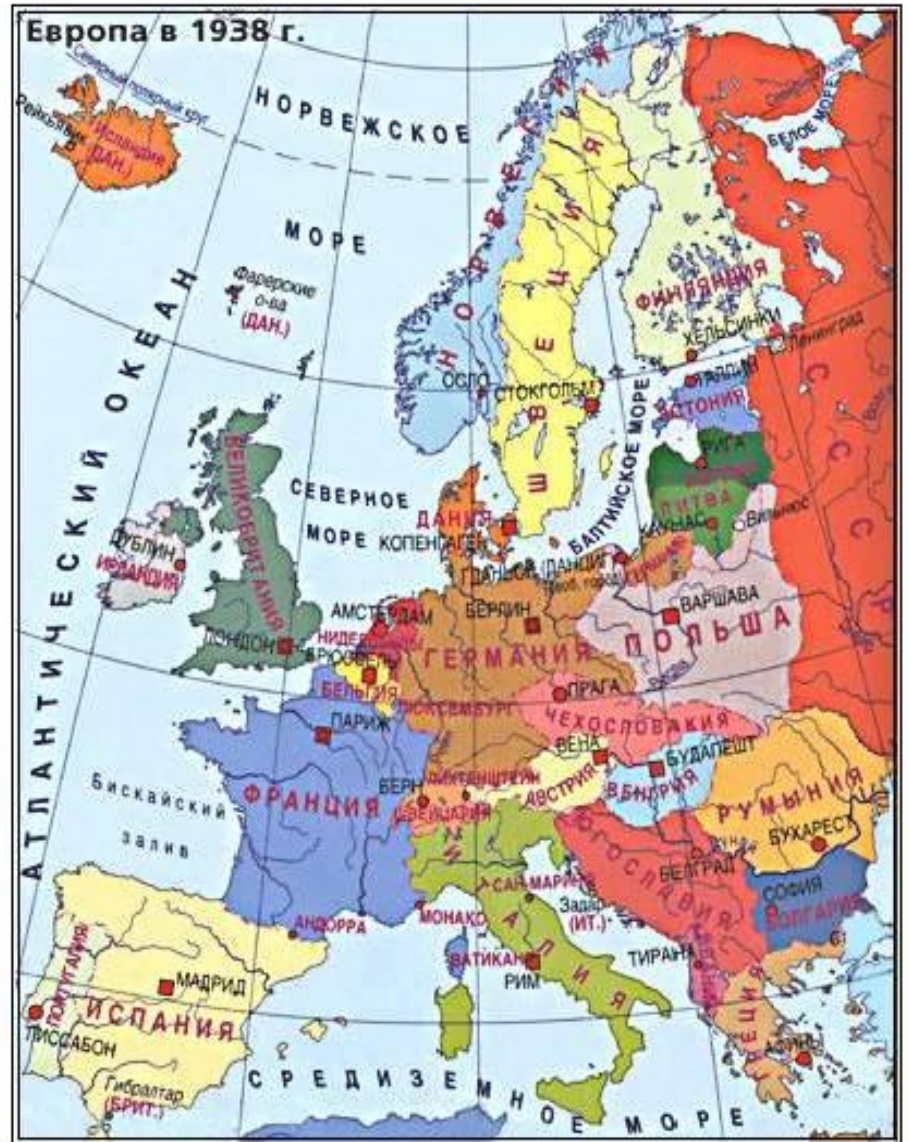 Европа в 1938 г.
Северный полярный круг
НОРВЕЖСКОЕ
МОРЕ
Рейкьявик
Исландия
(ДАН.)
БЕЛОЕ МОРЕ
НОРВЕГИЯ
ШВЕЦИЯ
ФИНЛЯНДИЯ
ХЕЛЬСИНКИ
Ленинград
СССР
Фарерские
о-ва
(ДАН.)
АТЛАНТИЧЕСКИЙ ОКЕАН
ОСЛО
СТОКГОЛЬМ
ТАЛЛИН
ЭСТОНИЯ
БАЛТИЙСКОЕ МОРЕ
РИГА
ЛИТВА
КАУНАС
Вильнюс
ВЕЛИКОБРИТАНИЯ
СЕВЕРНОЕ
МОРЕ
ДАНИЯ
КОПЕНГАГЕН
ДУБЛИН
ИРЛАНДИЯ
ЛОНДОН
АМСТЕРДАМ
БРЮССЕЛЬ
БЕЛЬГИЯ
ЛЮКСЕМБУРГ
БЕРЛИН
ГЕРМАНИЯ
ВАРШАВА
ПОЛЬША
ПРАГА
ЧЕХОСЛОВАКИЯ
ПАРИЖ
ФРАНЦИЯ
Бискайский
залив
БЕРН
ЛИХТЕНШТЕЙН
ШВЕЙЦАРИЯ
ВЕНА
АВСТРИЯ
БУДАПЕШТ
ВЕНГРИЯ
РУМЫНИЯ
БУХАРЕСТ
БЕЛГРАД
ЮГОСЛАВИЯ
СОФИЯ
БОЛГАРИЯ
АНДОРРА
МОНАКО
САН-МАРИНО
Задар
(ИТ.)
ИТАЛИЯ
ВАТИКАН
РИМ
ТИРАНА
ГРЕЦИЯ
АФИНЫ
ПОРТУГАЛИЯ
ЛИССАБОН
МАДРИД
ИСПАНИЯ
Гибралтар
(БРИТ.)
СРЕДИЗЕМНОЕ МОРЕ